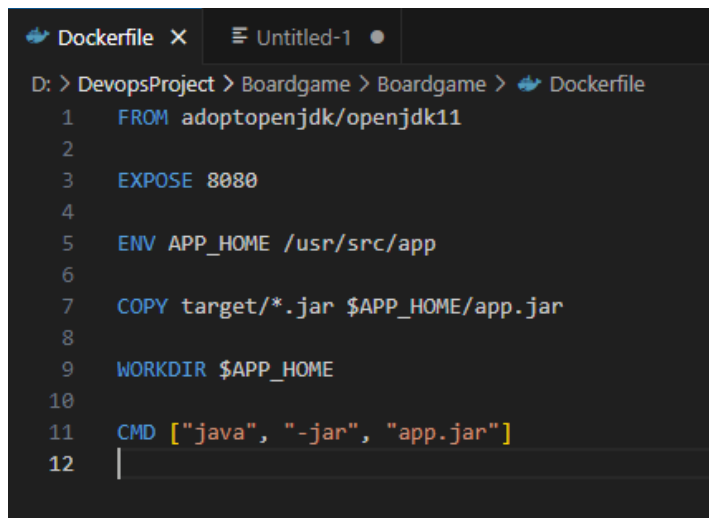 Dockerfile × Untitled-1 ●
D: > DevopsProject > Boardgame > Boardgame > Dockerfile
1 FROM adoptopenjdk/openjdk11
2
3 EXPOSE 8080
4
5 ENV APP_HOME /usr/src/app
6
7 COPY target/*.jar $APP_HOME/app.jar
8
9 WORKDIR $APP_HOME
10
11 CMD ["java", "-jar", "app.jar"]
12